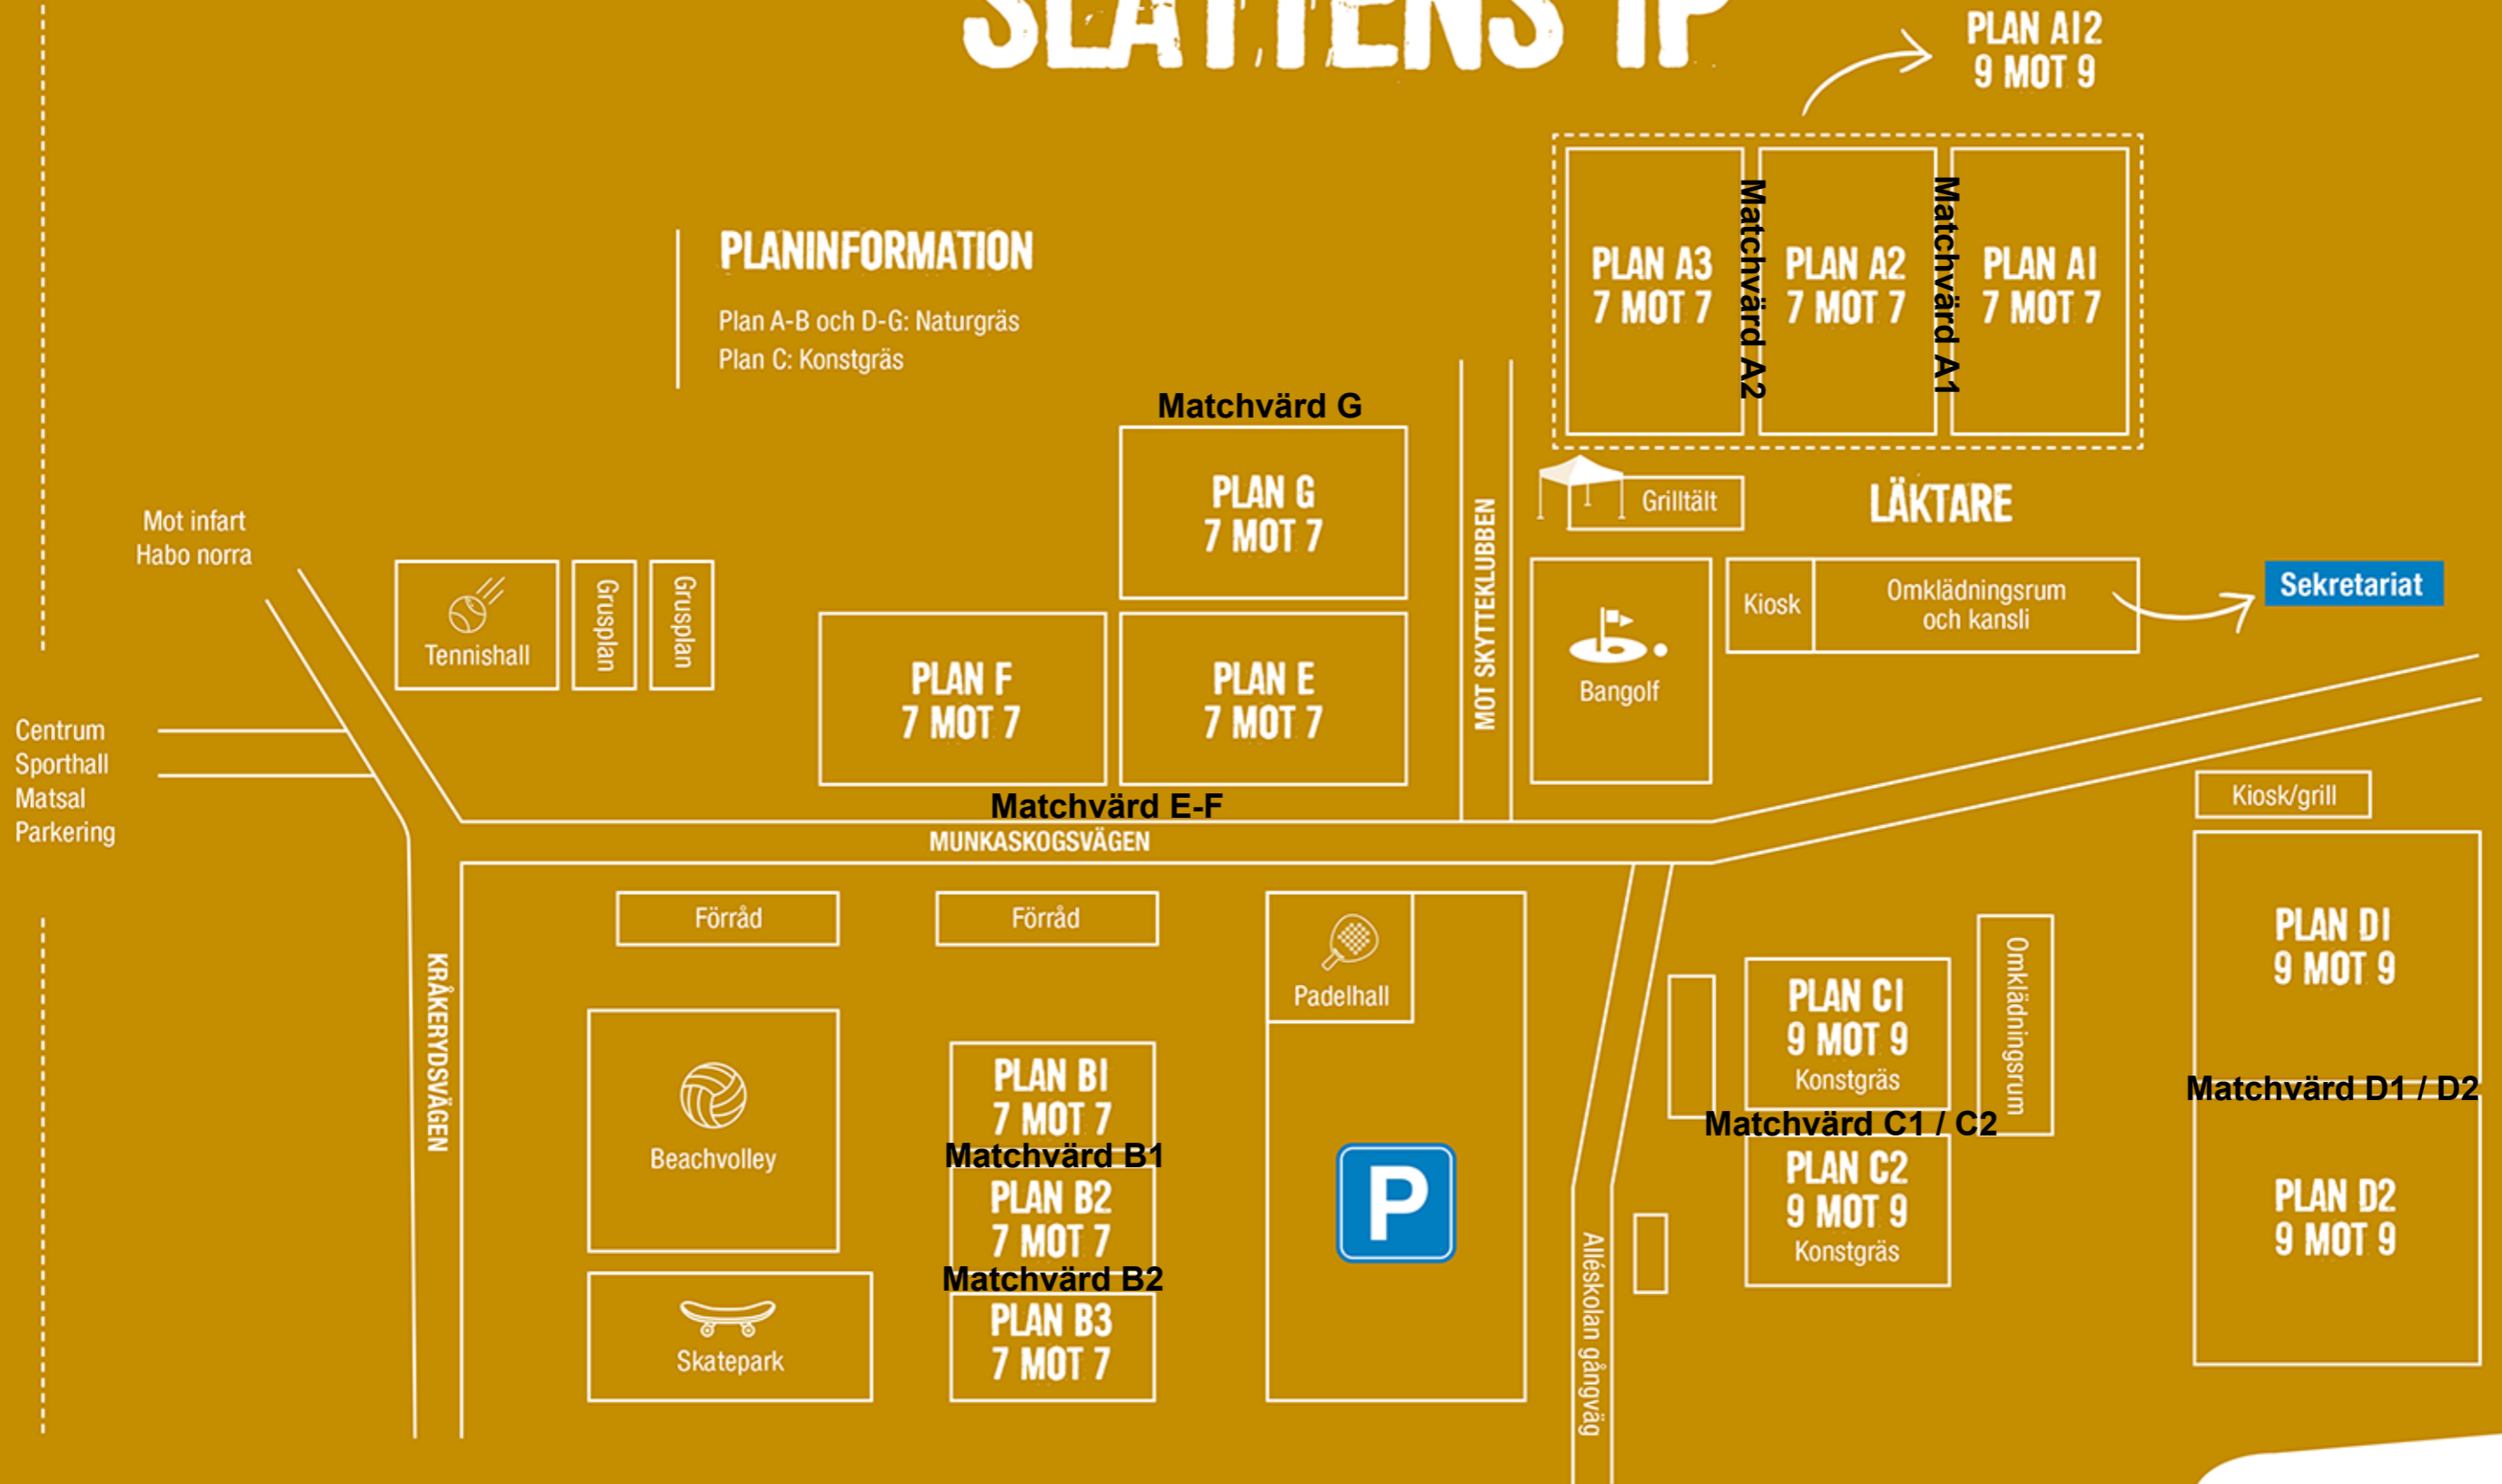 SLÄTTENS IP
PLAN A12
9 MOT 9
PLANINFORMATION
Plan A-B och D-G: Naturgräs
Plan C: Konstgräs
PLAN A3
7 MOT 7
Matchvärd A2
PLAN A2
7 MOT 7
Matchvärd A1
PLAN A1
7 MOT 7
Matchvärd G
PLAN G
7 MOT 7
MOT SKYTTEKLUBBEN
Grilltält
LÄKTARE
Mot infart
Habo norra
Tennishall
Grusplan
Grusplan
PLAN F
7 MOT 7
PLAN E
7 MOT 7
Bangolf
Kiosk
Omklädningsrum
och kansli
Sekretariat
Centrum
Sporthall
Matsal
Parkering
Matchvärd E-F
MUNKASKOGSVÄGEN
Kiosk/grill
KRÅKERYDSVÄGEN
Förråd
Förråd
Padelhall
Beachvolley
Skatepark
PLAN B1
7 MOT 7
Matchvärd B1
PLAN B2
7 MOT 7
Matchvärd B2
PLAN B3
7 MOT 7
P
Alléskolan gångväg
PLAN C1
9 MOT 9
Konstgräs
Matchvärd C1 / C2
PLAN C2
9 MOT 9
Konstgräs
Omklädningsrum
PLAN D1
9 MOT 9
Matchvärd D1 / D2
PLAN D2
9 MOT 9